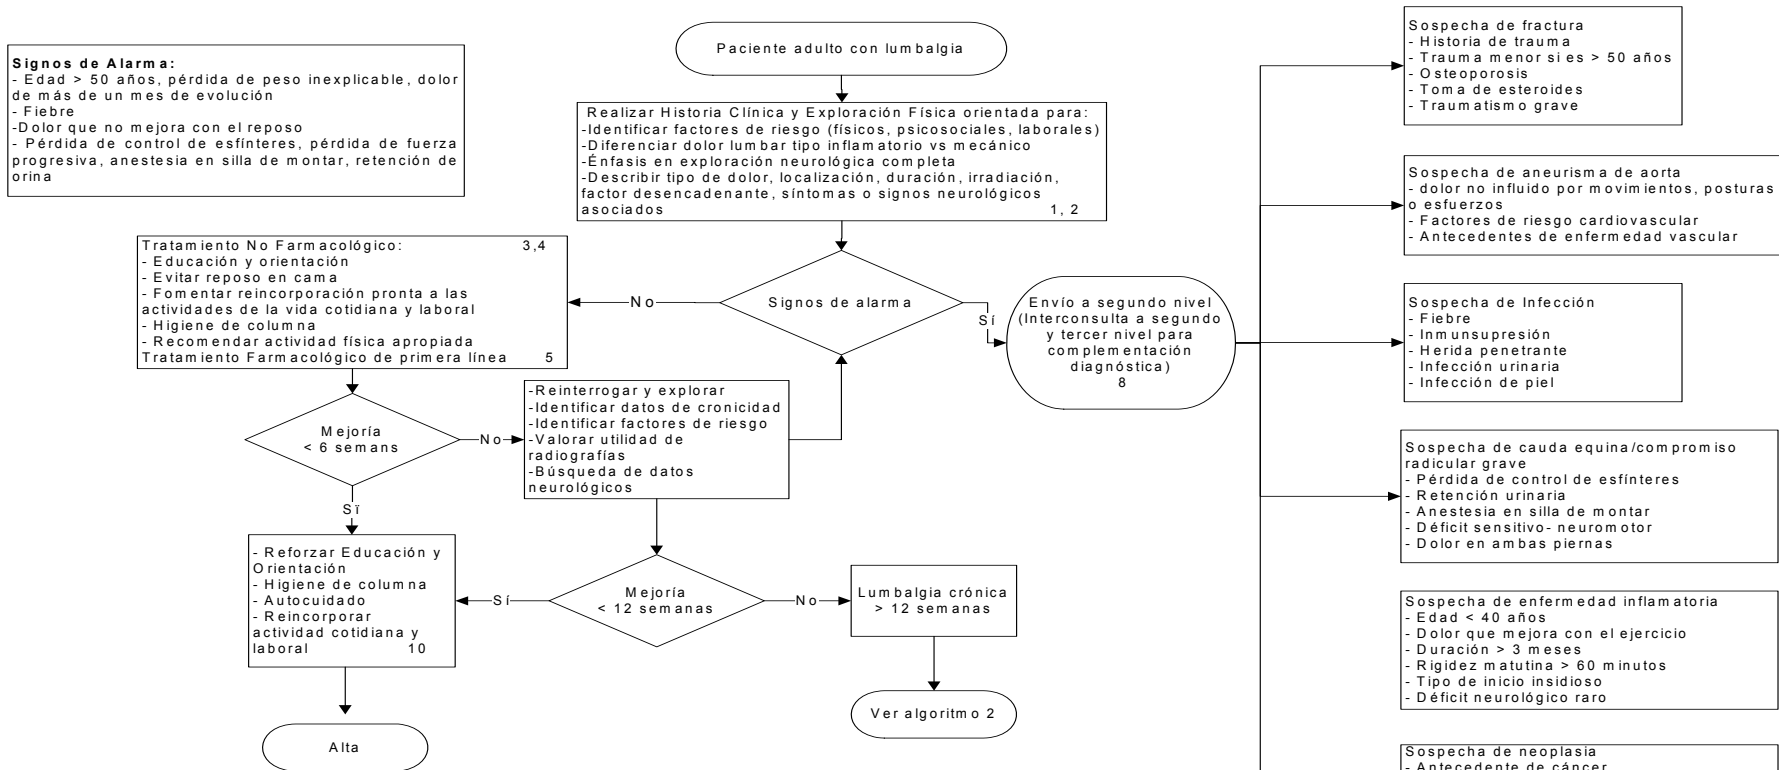 Signos de Alarma:
- Edad > 50 años, pérdida de peso inexplicable, dolor
de más de un mes de evolución
- Fiebre
-Dolor que no mejora con el reposo
- Pérdida de control de esfínteres, pérdida de fuerza
progresiva, anestesia en silla de montar, retención de
orina
Paciente adulto con lumbalgia
Realizar Historia Clínica y Exploración Física orientada para:
-Identificar factores de riesgo (físicos, psicosociales, laborales)
-Diferenciar dolor lumbar tipo inflamatorio vs mecánico
-Énfasis en exploración neurológica completa
-Describir tipo de dolor, localización, duración, irradiación,
factor desencadenante, síntomas o signos neurológicos
asociados 1, 2
Signos de alarma
No
Sí
Tratamiento No Farmacológico: 3,4
- Educación y orientación
- Evitar reposo en cama
- Fomentar reincorporación pronta a las
actividades de la vida cotidiana y laboral
- Higiene de columna
- Recomendar actividad física apropiada
Tratamiento Farmacológico de primera línea 5
Mejoría
< 6 semans
No
Sï
-Reinterrogar y explorar
-Identificar datos de cronicidad
-Identificar factores de riesgo
-Valorar utilidad de
radiografías
-Búsqueda de datos
neurológicos
- Reforzar Educación y
Orientación
- Higiene de columna
- Autocuidado
- Reincorporar
actividad cotidiana y
laboral 10
Mejoría
< 12 semanas
Sí
No
Lumbalgia crónica
> 12 semanas
Ver algoritmo 2
Alta
Envío a segundo nivel
(Interconsulta a segundo
y tercer nivel para
complementación
diagnóstica)
8
Sospecha de fractura
- Historia de trauma
- Trauma menor si es > 50 años
- Osteoporosis
- Toma de esteroides
- Traumatismo grave
Sospecha de aneurisma de aorta
- dolor no influido por movimientos, posturas
o esfuerzos
- Factores de riesgo cardiovascular
- Antecedentes de enfermedad vascular
Sospecha de Infección
- Fiebre
- Inmunsupresión
- Herida penetrante
- Infección urinaria
- Infección de piel
Sospecha de cauda equina/compromiso
radicular grave
- Pérdida de control de esfínteres
- Retención urinaria
- Anestesia en silla de montar
- Déficit sensitivo- neuromotor
- Dolor en ambas piernas
Sospecha de enfermedad inflamatoria
- Edad < 40 años
- Dolor que mejora con el ejercicio
- Duración > 3 meses
- Rigidez matutina > 60 minutos
- Tipo de inicio insidioso
- Déficit neurológico raro
Sospecha de neoplasia
- Antecedente de cáncer